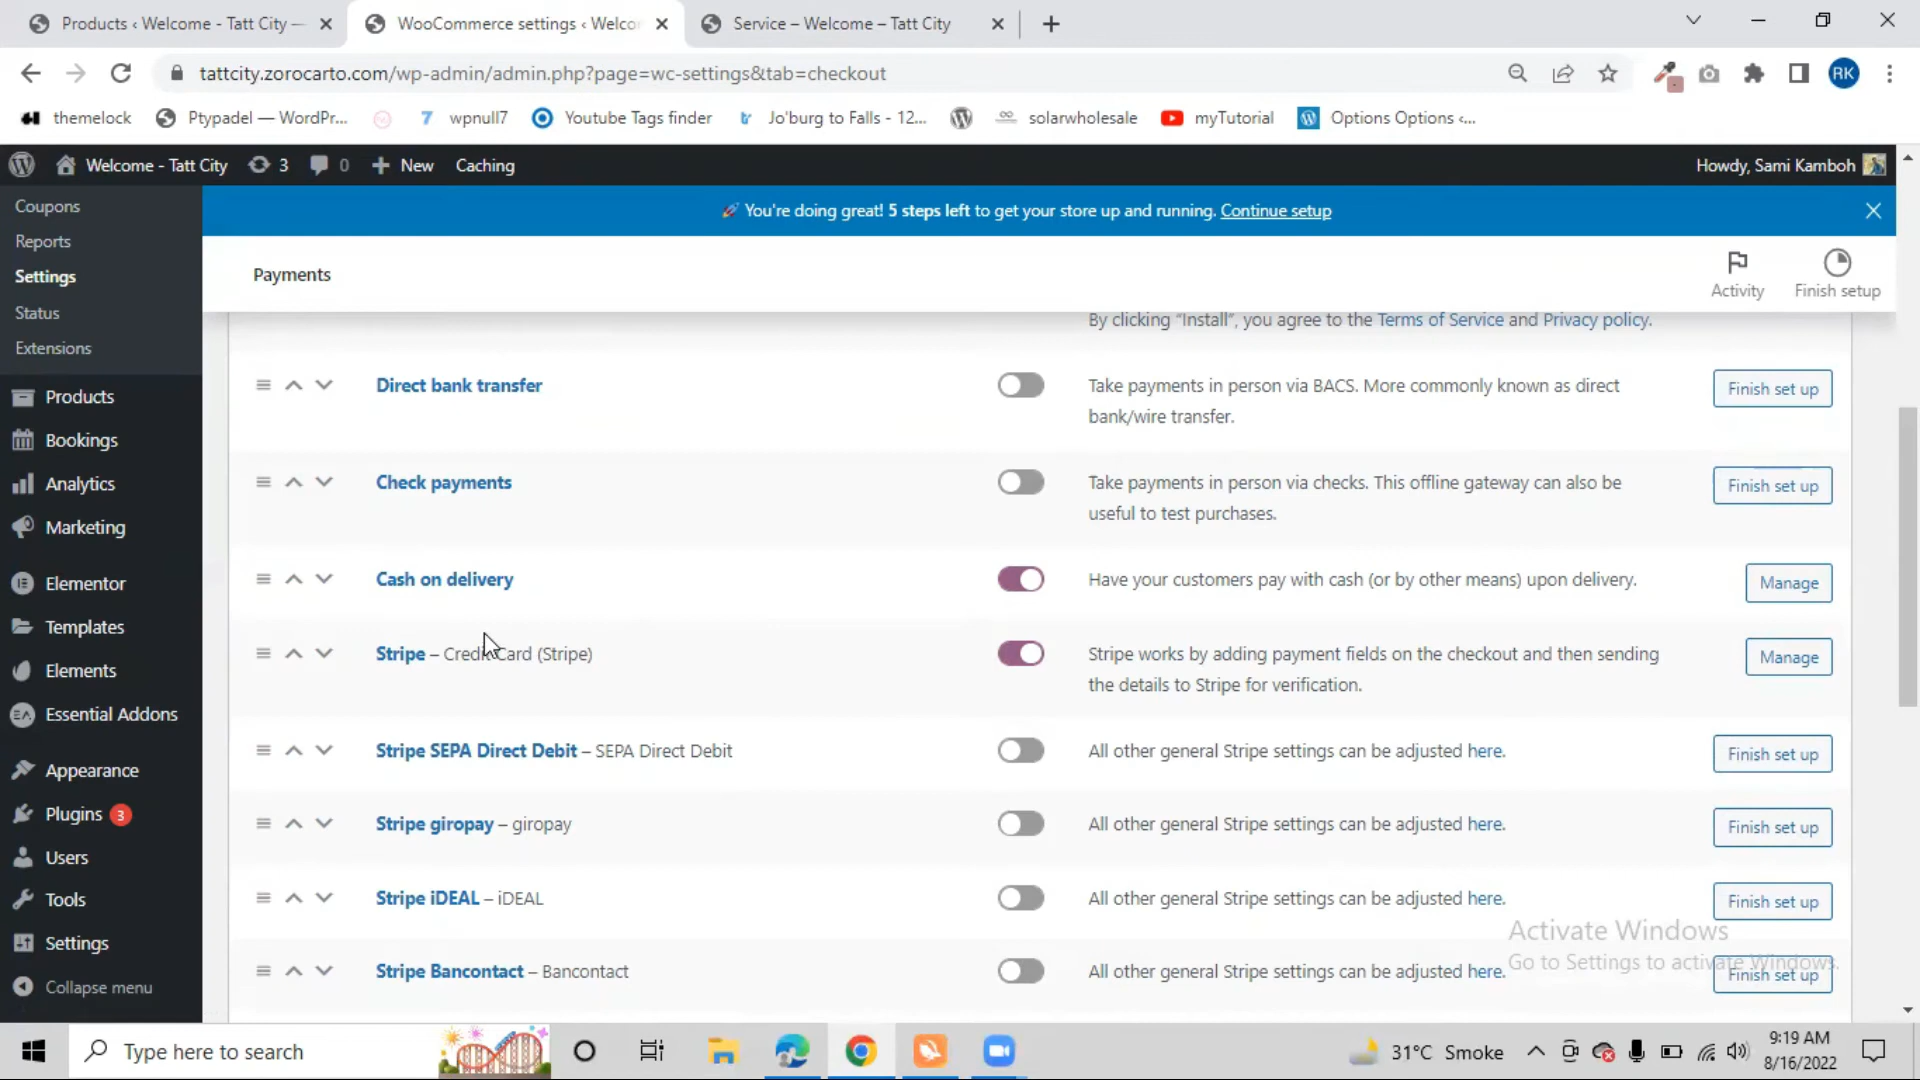 Products ‹ Welcome - Tatt City —
WooCommerce settings ‹ Welco
Service – Welcome – Tatt City
tattcity.zorocarto.com/wp-admin/admin.php?page=wc-settings&tab=checkout
RK
themelock
Ptypadel — WordPr...
7 wpnull7
Youtube Tags finder
Jo'burg to Falls - 12...
solarwholesale
myTutorial
Options Options ‹...
Welcome - Tatt City
3
0
New
Caching
Howdy, Sami Kamboh
Coupons
Reports
Settings
Status
Extensions
Products
Bookings
Analytics
Marketing
Elementor
Templates
Elements
Essential Addons
Appearance
Plugins 3
Users
Tools
Settings
Collapse menu
You're doing great! 5 steps left to get your store up and running. Continue setup
Payments
Activity
Finish setup
By clicking “Install”, you agree to the Terms of Service and Privacy policy.
Direct bank transfer
Take payments in person via BACS. More commonly known as direct
bank/wire transfer.
Finish set up
Check payments
Take payments in person via checks. This offline gateway can also be
useful to test purchases.
Finish set up
Cash on delivery
Have your customers pay with cash (or by other means) upon delivery.
Manage
Stripe – Credit Card (Stripe)
Stripe works by adding payment fields on the checkout and then sending
the details to Stripe for verification.
Manage
Stripe SEPA Direct Debit – SEPA Direct Debit
All other general Stripe settings can be adjusted here.
Finish set up
Stripe giropay – giropay
All other general Stripe settings can be adjusted here.
Finish set up
Stripe iDEAL – iDEAL
All other general Stripe settings can be adjusted here.
Finish set up
Stripe Bancontact – Bancontact
All other general Stripe settings can be adjusted here.
Finish set up
Activate Windows
Go to Settings to activate Windows.
Type here to search
31°C Smoke
9:19 AM
8/16/2022